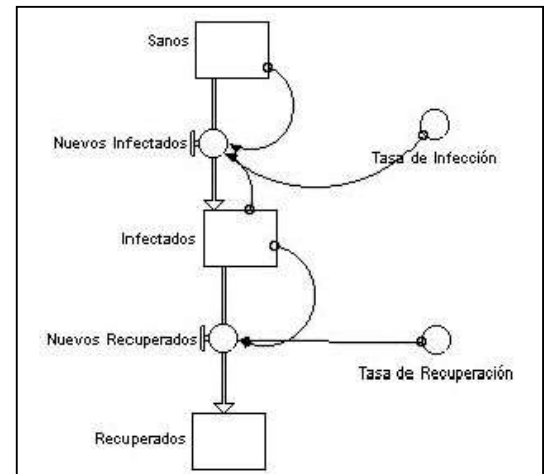 Sanos
Nuevos Infectados
Tasa de Infección
Infectados
Nuevos Recuperados
Tasa de Recuperación
Recuperados